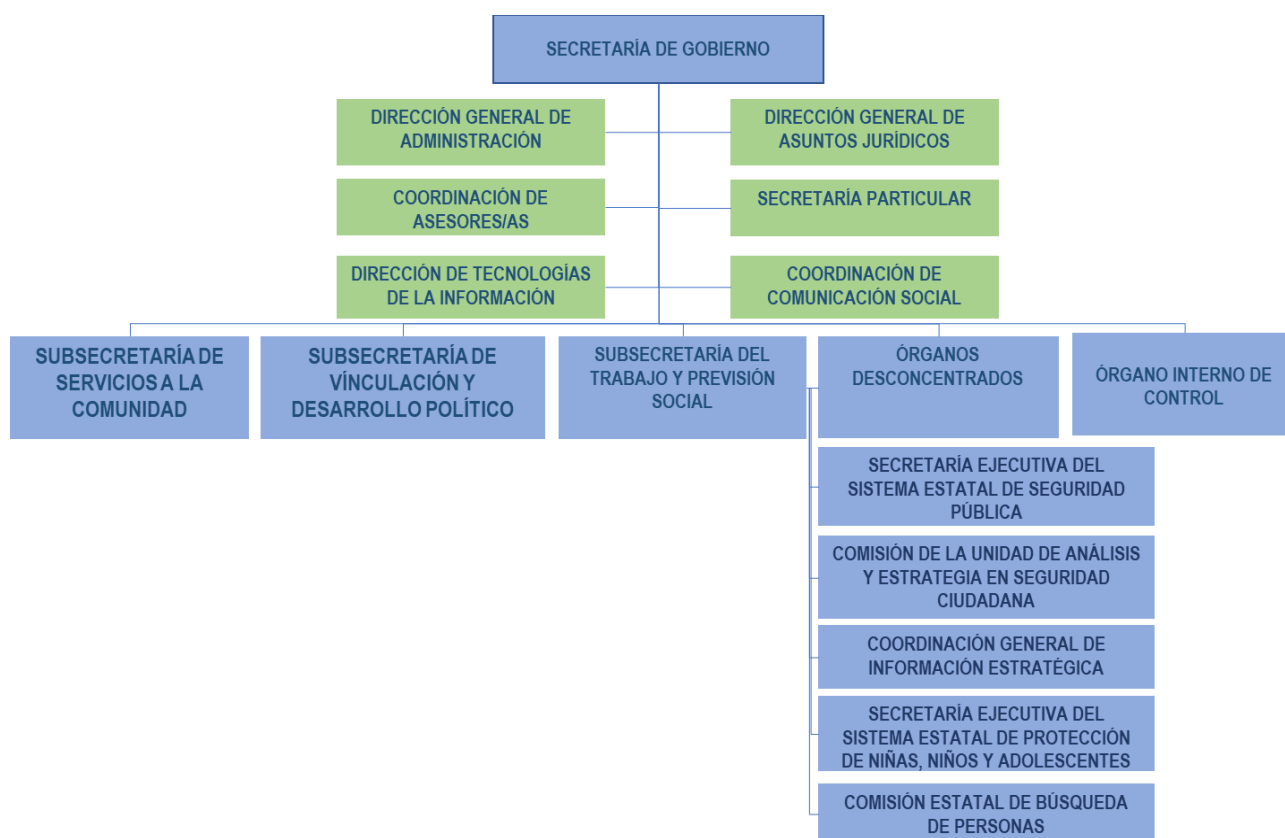 SECRETARÍA DE GOBIERNO
DIRECCIÓN GENERAL DE
ADMINISTRACIÓN
DIRECCIÓN GENERAL DE
ASUNTOS JURÍDICOS
COORDINACIÓN DE
ASESORES/AS
SECRETARÍA PARTICULAR
DIRECCIÓN DE TECNOLOGÍAS
DE LA INFORMACIÓN
COORDINACIÓN DE
COMUNICACIÓN SOCIAL
SUBSECRETARÍA DE
SERVICIOS A LA
COMUNIDAD
SUBSECRETARÍA DE
VÍNCULACIÓN Y
DESARROLLO POLÍTICO
SUBSECRETARÍA DEL
TRABAJO Y PREVISIÓN
SOCIAL
ÓRGANOS
DESCONCENTRADOS
ÓRGANO INTERNO DE
CONTROL
SECRETARÍA EJECUTIVA DEL
SISTEMA ESTATAL DE SEGURIDAD
PÚBLICA
COMISIÓN DE LA UNIDAD DE ANÁLISIS
Y ESTRATEGIA EN SEGURIDAD
CIUDADANA
COORDINACIÓN GENERAL DE
INFORMACIÓN ESTRATÉGICA
SECRETARÍA EJECUTIVA DEL
SISTEMA ESTATAL DE PROTECCIÓN
DE NIÑAS, NIÑOS Y ADOLESCENTES
COMISIÓN ESTATAL DE BÚSQUEDA
DE PERSONAS